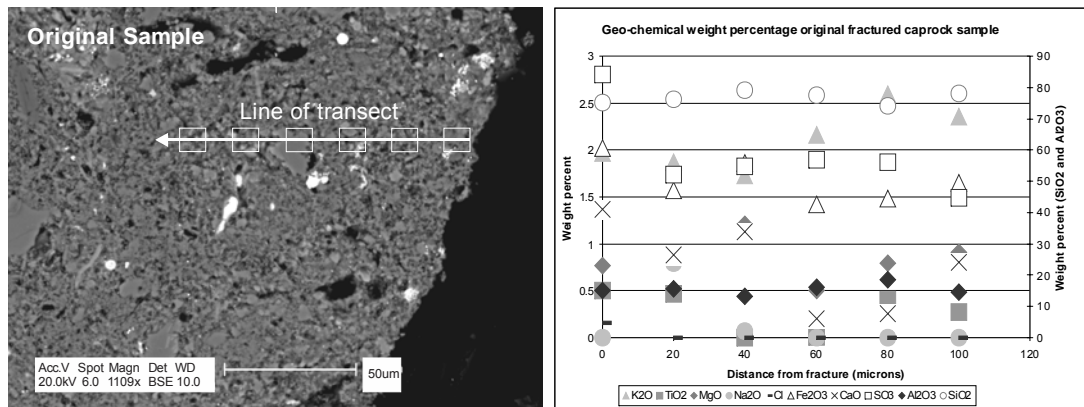 Original Sample
Line of transect
Acc.V Spot Magn Det WD
20.0kV 6.0 1109x BSE 10.0
50um
Geo-chemical weight percentage original fractured caprock sample
3
2.5
2
1.5
1
0.5
0
Weight percent
90
80
70
60
50
40
30
20
10
0
Weight percent (SiO2 and Al2O3)
0 20 40 60 80 100 120
Distance from fracture (microns)
K2O TiO2 MgO Na2O Cl Fe2O3 CaO SO3 Al2O3 SiO2